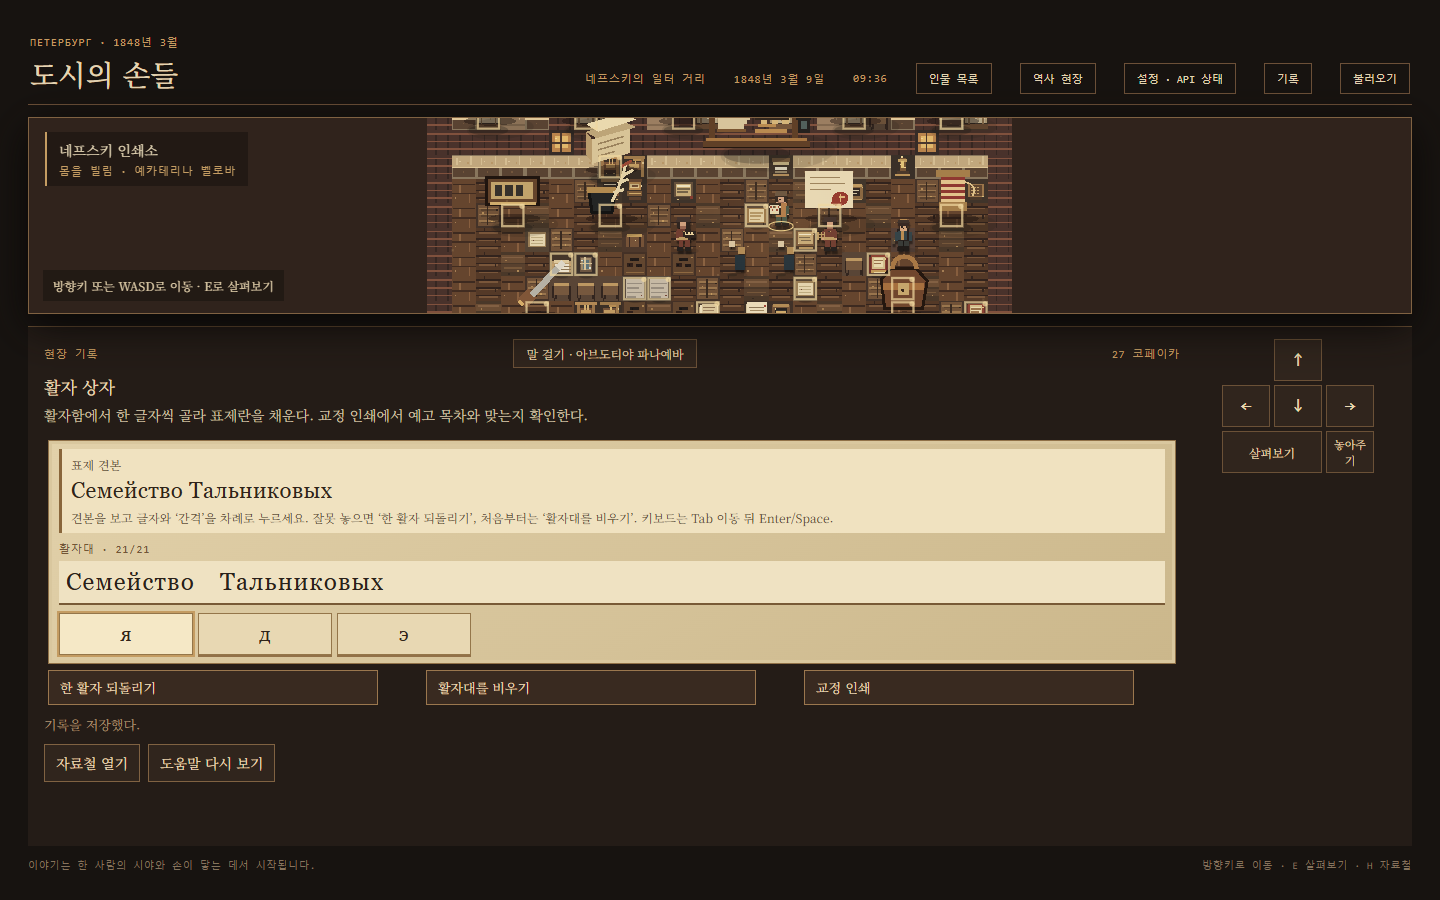 ПЕТЕРБУРГ · 1848년 3월
도시의 손들
네프스키의 일터 거리
1848년 3월 9일
09:36
인물 목록
역사 현장
설정 · API 상태
기록
불러오기
네프스키 인쇄소
몸을 빌림 · 예카테리나 벨로바
방향키 또는 WASD로 이동 · E로 살펴보기
현장 기록
말 걸기 · 아브도티야 파나예바
27 코페이카
활자 상자
활자함에서 한 글자씩 골라 표제란을 채운다. 교정 인쇄에서 예고 목차와 맞는지 확인한다.
표제 견본
Семейство Тальниковых
견본을 보고 글자와 ‘간격’을 차례로 누르세요. 잘못 놓으면 ‘한 활자 되돌리기’, 처음부터는 ‘활자대를 비우기’. 키보드는 Tab 이동 뒤 Enter/Space.
활자대 · 21/21
Семейство Тальниковых
я
д
э
한 활자 되돌리기
활자대를 비우기
교정 인쇄
기록을 저장했다.
자료철 열기
도움말 다시 보기
↑
←
↓
→
살펴보기
놓아주
기
이야기는 한 사람의 시야와 손이 닿는 데서 시작됩니다.
방향키로 이동 · E 살펴보기 · H 자료철